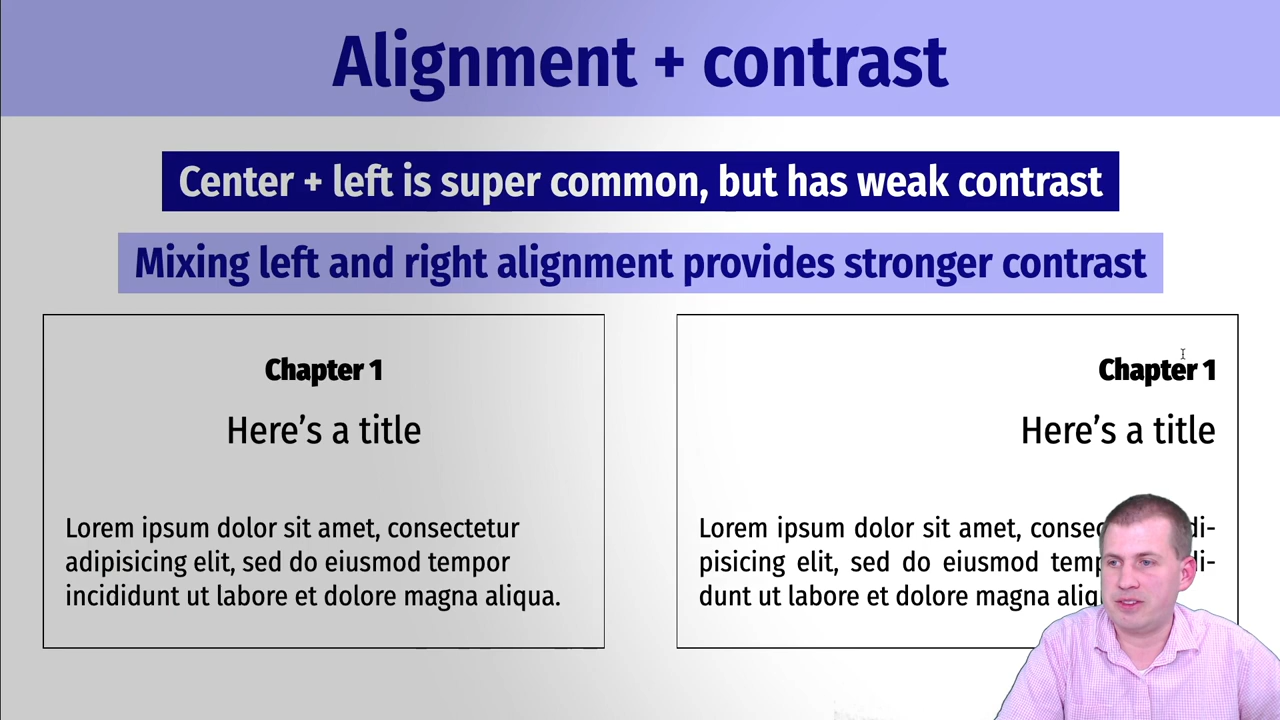 Alignment + contrast
Center + left is super common, but has weak contrast
Mixing left and right alignment provides stronger contrast
Chapter 1
Here’s a title
Lorem ipsum dolor sit amet, consectetur
adipisicing elit, sed do eiusmod tempor
incididunt ut labore et dolore magna aliqua.
Chapter 1
Here’s a title
Lorem ipsum dolor sit amet, di-
pisicing elit, sed do eiusmod di-
dunt ut labore et dolore magna